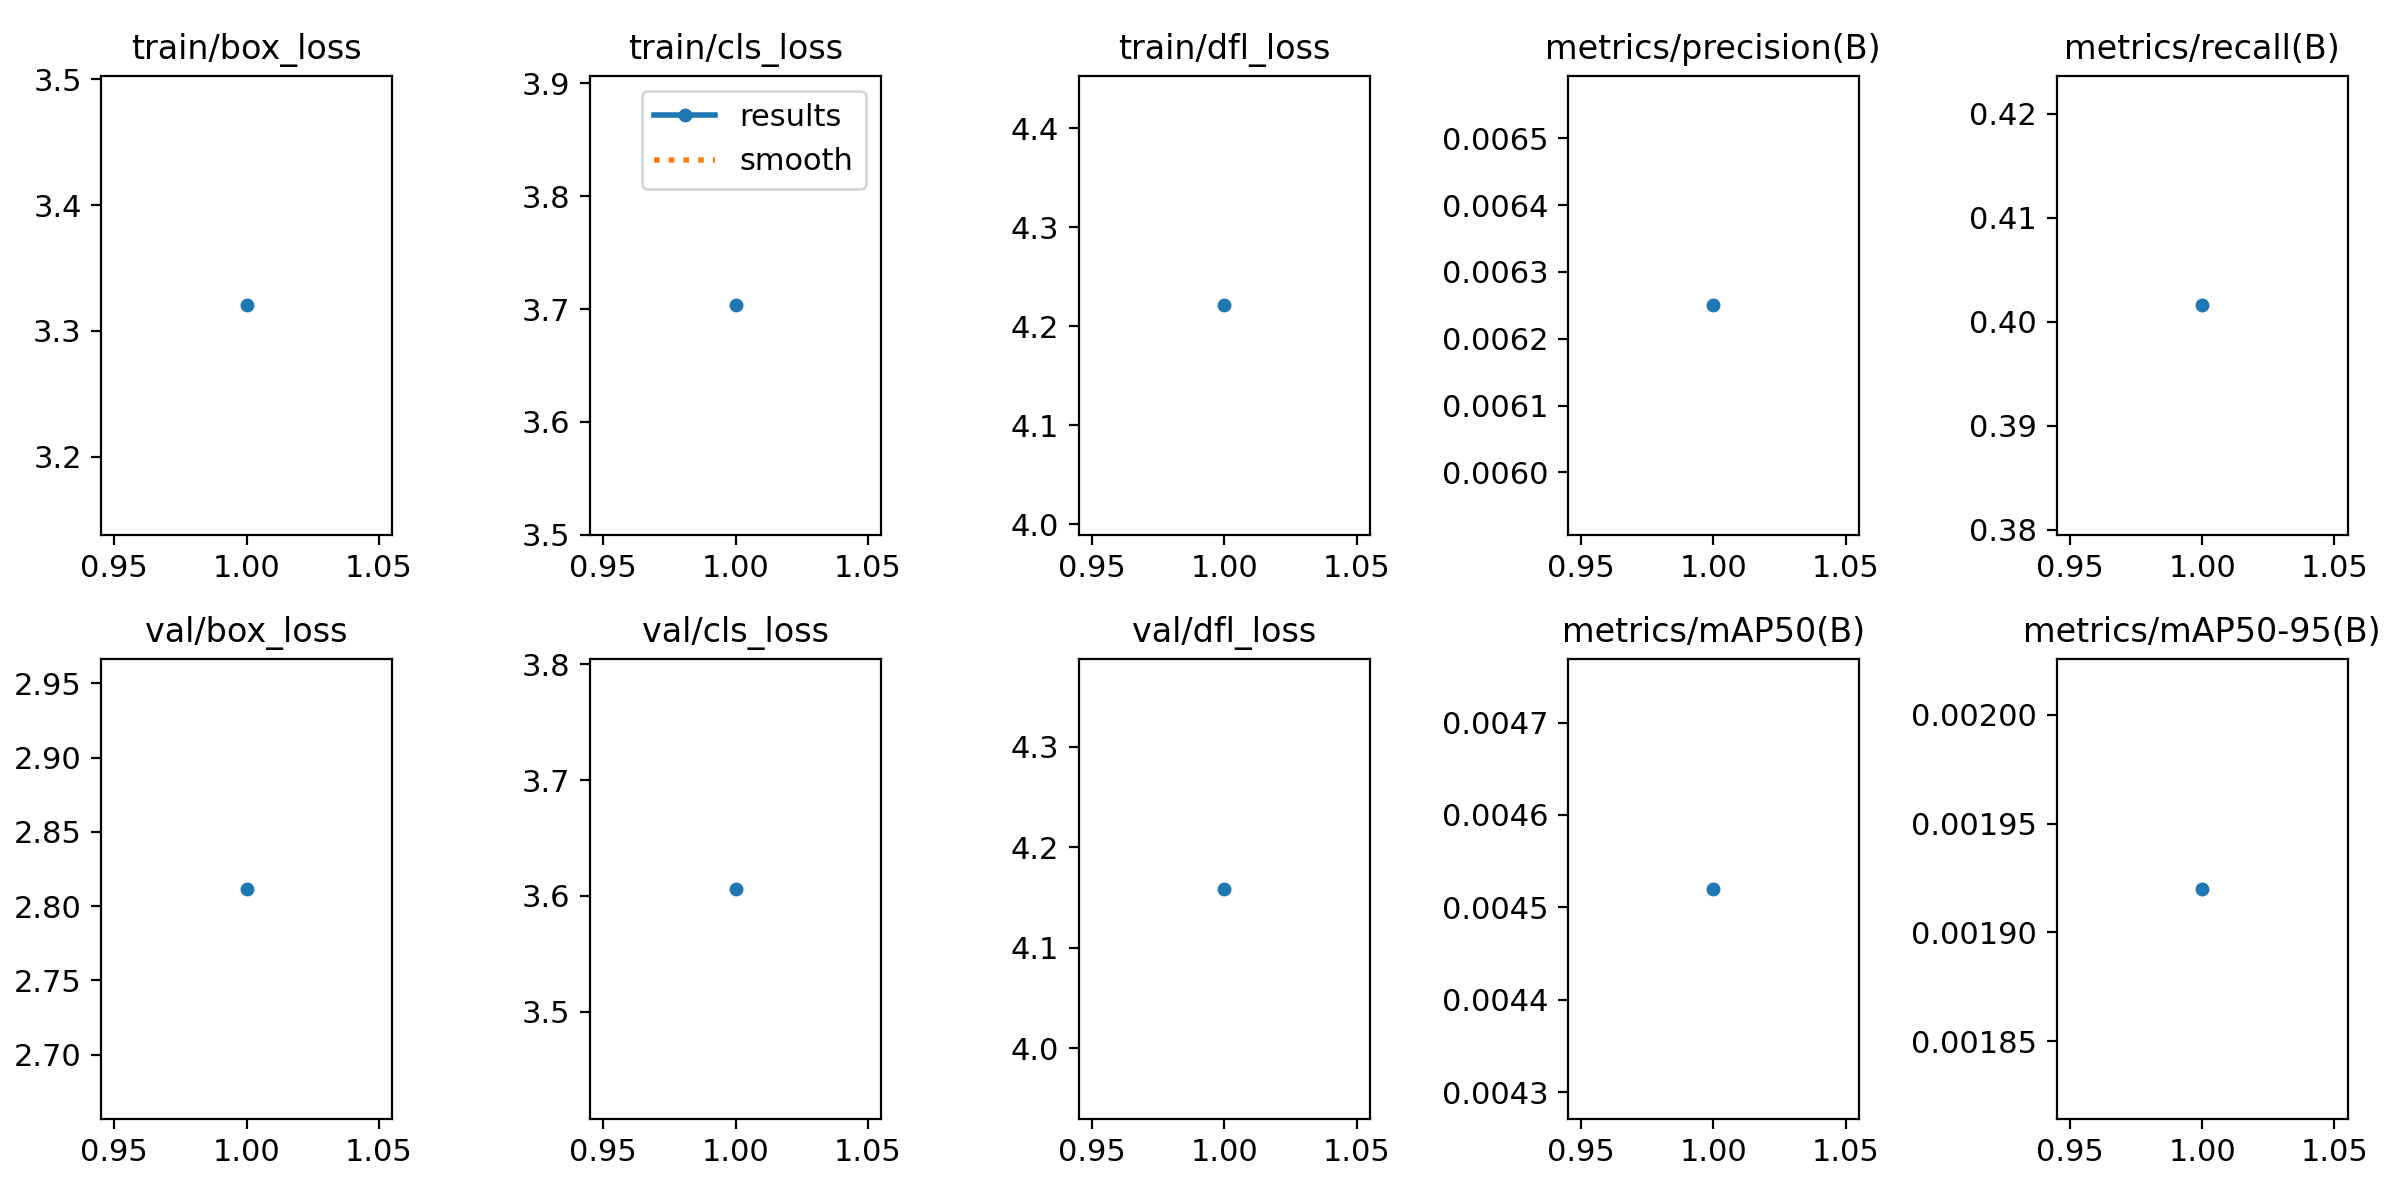 train/box_loss
3.5
3.4
3.3
3.2
0.95 1.00 1.05
train/cls_loss
results
smooth
3.9
3.8
3.7
3.6
3.5
0.95 1.00 1.05
train/dfl_loss
4.4
4.3
4.2
4.1
4.0
0.95 1.00 1.05
metrics/precision(B)
0.0065
0.0064
0.0063
0.0062
0.0061
0.0060
0.95 1.00 1.05
metrics/recall(B)
0.42
0.41
0.40
0.39
0.38
0.95 1.00 1.05
val/box_loss
2.95
2.90
2.85
2.80
2.75
2.70
0.95 1.00 1.05
val/cls_loss
3.8
3.7
3.6
3.5
0.95 1.00 1.05
val/dfl_loss
4.3
4.2
4.1
4.0
0.95 1.00 1.05
metrics/mAP50(B)
0.0047
0.0046
0.0045
0.0044
0.0043
0.95 1.00 1.05
metrics/mAP50-95(B)
0.00200
0.00195
0.00190
0.00185
0.95 1.00 1.05